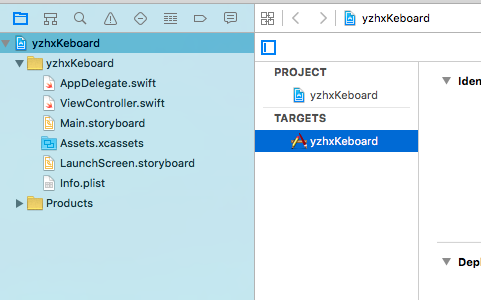 yzhxKeboard
yzhxKeboard
AppDelegate.swift
ViewController.swift
Main.storyboard
Assets.xcassets
LaunchScreen.storyboard
Info.plist
Products
yzhxKeboard
PROJECT
yzhxKeboard
TARGETS
yzhxKeboard
Iden
Depl